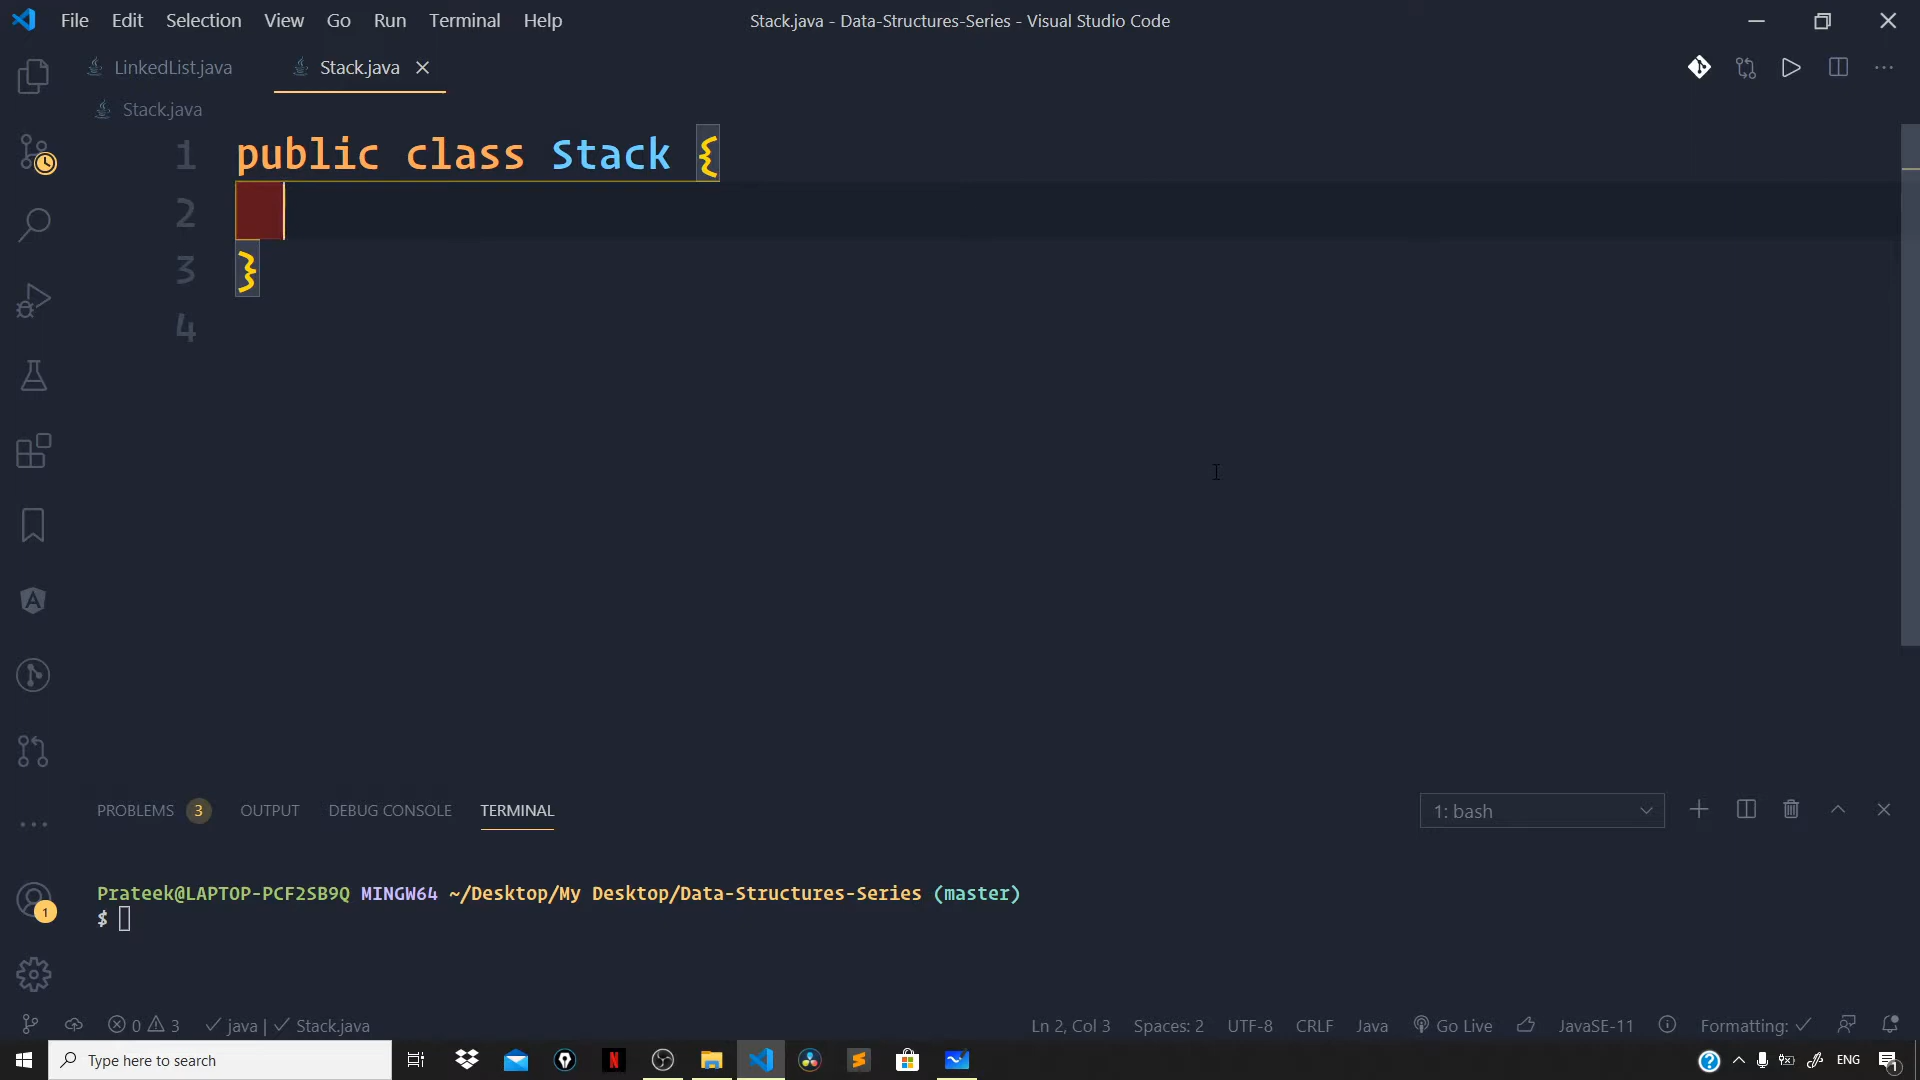 File Edit Selection View Go Run Terminal Help Stack.java - Data-Structures-Series - Visual Studio Code
LinkedList.java Stack.java
Stack.java
1 public class Stack {
2
3 }
4
PROBLEMS 3 OUTPUT DEBUG CONSOLE TERMINAL 1: bash
Prateek@LAPTOP-PCF2SB9Q MINGW64 ~/Desktop/My Desktop/Data-Structures-Series (master)
$
1
0 3 java | Stack.java Ln 2, Col 3 Spaces: 2 UTF-8 CRLF Java Go Live JavaSE-11 Formatting:
Type here to search N ENG 1